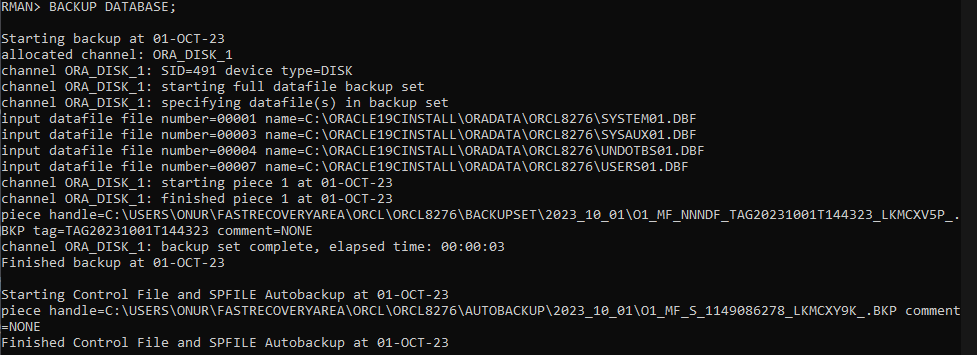 RMAN> BACKUP DATABASE;
Starting backup at 01-OCT-23
allocated channel: ORA_DISK_1
channel ORA_DISK_1: SID=491 device type=DISK
channel ORA_DISK_1: starting full datafile backup set
channel ORA_DISK_1: specifying datafile(s) in backup set
input datafile file number=00001 name=C:\ORACLE19CINSTALL\ORADATA\ORCL8276\SYSTEM01.DBF
input datafile file number=00003 name=C:\ORACLE19CINSTALL\ORADATA\ORCL8276\SYSAUX01.DBF
input datafile file number=00004 name=C:\ORACLE19CINSTALL\ORADATA\ORCL8276\UNDOTBS01.DBF
input datafile file number=00007 name=C:\ORACLE19CINSTALL\ORADATA\ORCL8276\USERS01.DBF
channel ORA_DISK_1: starting piece 1 at 01-OCT-23
channel ORA_DISK_1: finished piece 1 at 01-OCT-23
piece handle=C:\USERS\ONUR\FASTRECOVERYAREA\ORCL\ORCL8276\BACKUPSET\2023_10_01\O1_MF_NNNDF_TAG20231001T144323_LKMCXV5P_.
BKP tag=TAG20231001T144323 comment=NONE
channel ORA_DISK_1: backup set complete, elapsed time: 00:00:03
Finished backup at 01-OCT-23
Starting Control File and SPFILE Autobackup at 01-OCT-23
piece handle=C:\USERS\ONUR\FASTRECOVERYAREA\ORCL\ORCL8276\AUTOBACKUP\2023_10_01\O1_MF_S_1149086278_LKMCXY9K_.BKP comment
=NONE
Finished Control File and SPFILE Autobackup at 01-OCT-23